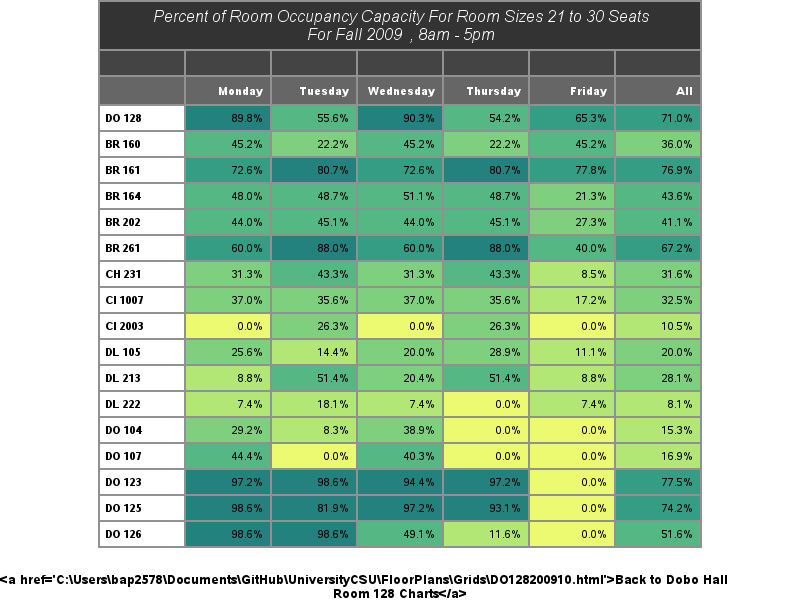 Percent of Room Occupancy Capacity For Room Sizes 21 to 30 Seats
For Fall 2009 , 8am - 5pm
Monday Tuesday Wednesday Thursday Friday All
DO 128 89.8% 55.6% 90.3% 54.2% 65.3% 71.0%
BR 160 45.2% 22.2% 45.2% 22.2% 45.2% 36.0%
BR 161 72.6% 80.7% 72.6% 80.7% 77.8% 76.9%
BR 164 48.0% 48.7% 51.1% 48.7% 21.3% 43.6%
BR 202 44.0% 45.1% 44.0% 45.1% 27.3% 41.1%
BR 261 60.0% 88.0% 60.0% 88.0% 40.0% 67.2%
CH 231 31.3% 43.3% 31.3% 43.3% 8.5% 31.6%
CI 1007 37.0% 35.6% 37.0% 35.6% 17.2% 32.5%
CI 2003 0.0% 26.3% 0.0% 26.3% 0.0% 10.5%
DL 105 25.6% 14.4% 20.0% 28.9% 11.1% 20.0%
DL 213 8.8% 51.4% 20.4% 51.4% 8.8% 28.1%
DL 222 7.4% 18.1% 7.4% 0.0% 7.4% 8.1%
DO 104 29.2% 8.3% 38.9% 0.0% 0.0% 15.3%
DO 107 44.4% 0.0% 40.3% 0.0% 0.0% 16.9%
DO 123 97.2% 98.6% 94.4% 97.2% 0.0% 77.5%
DO 125 98.6% 81.9% 97.2% 93.1% 0.0% 74.2%
DO 126 98.6% 98.6% 49.1% 11.6% 0.0% 51.6%
<a href='C:\Users\bap2578\Documents\GitHub\UniversityCSU\FloorPlans\Grids\DO128200910.html'>Back to Dobo Hall
Room 128 Charts</a>